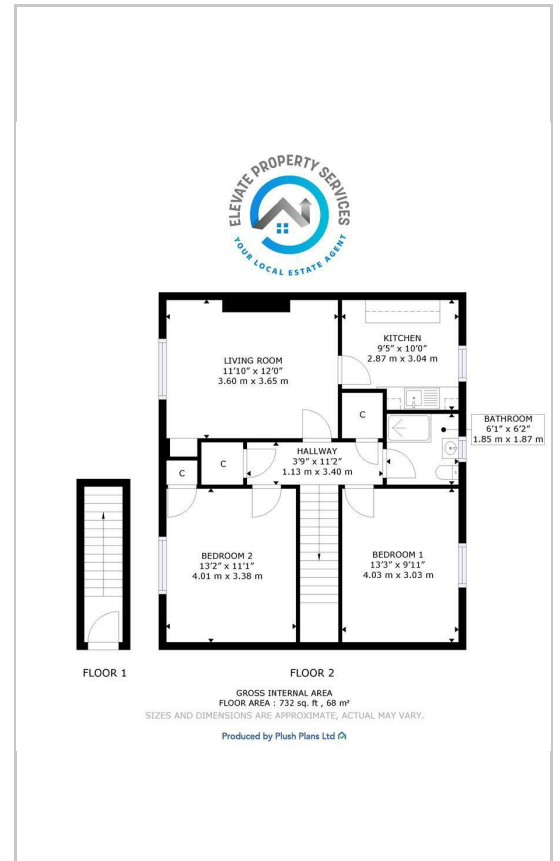 ELEVATE PROPERTY SERVICES
YOUR LOCAL ESTATE AGENT
LIVING ROOM
11'10" x 12'0"
3.60 m x 3.65 m
KITCHEN
9'5" x 10'0"
2.87 m x 3.04 m
C
BATHROOM
6'1" x 6'2"
1.85 m x 1.87 m
HALLWAY
3'9" x 11'2"
1.13 m x 3.40 m
C
C
BEDROOM 2
13'2" x 11'1"
4.01 m x 3.38 m
BEDROOM 1
13'3" x 9'11"
4.03 m x 3.03 m
FLOOR 1
FLOOR 2
GROSS INTERNAL AREA
FLOOR AREA : 732 sq. ft , 68 m²
SIZES AND DIMENSIONS ARE APPROXIMATE, ACTUAL MAY VARY.
Produced by Plush Plans Ltd